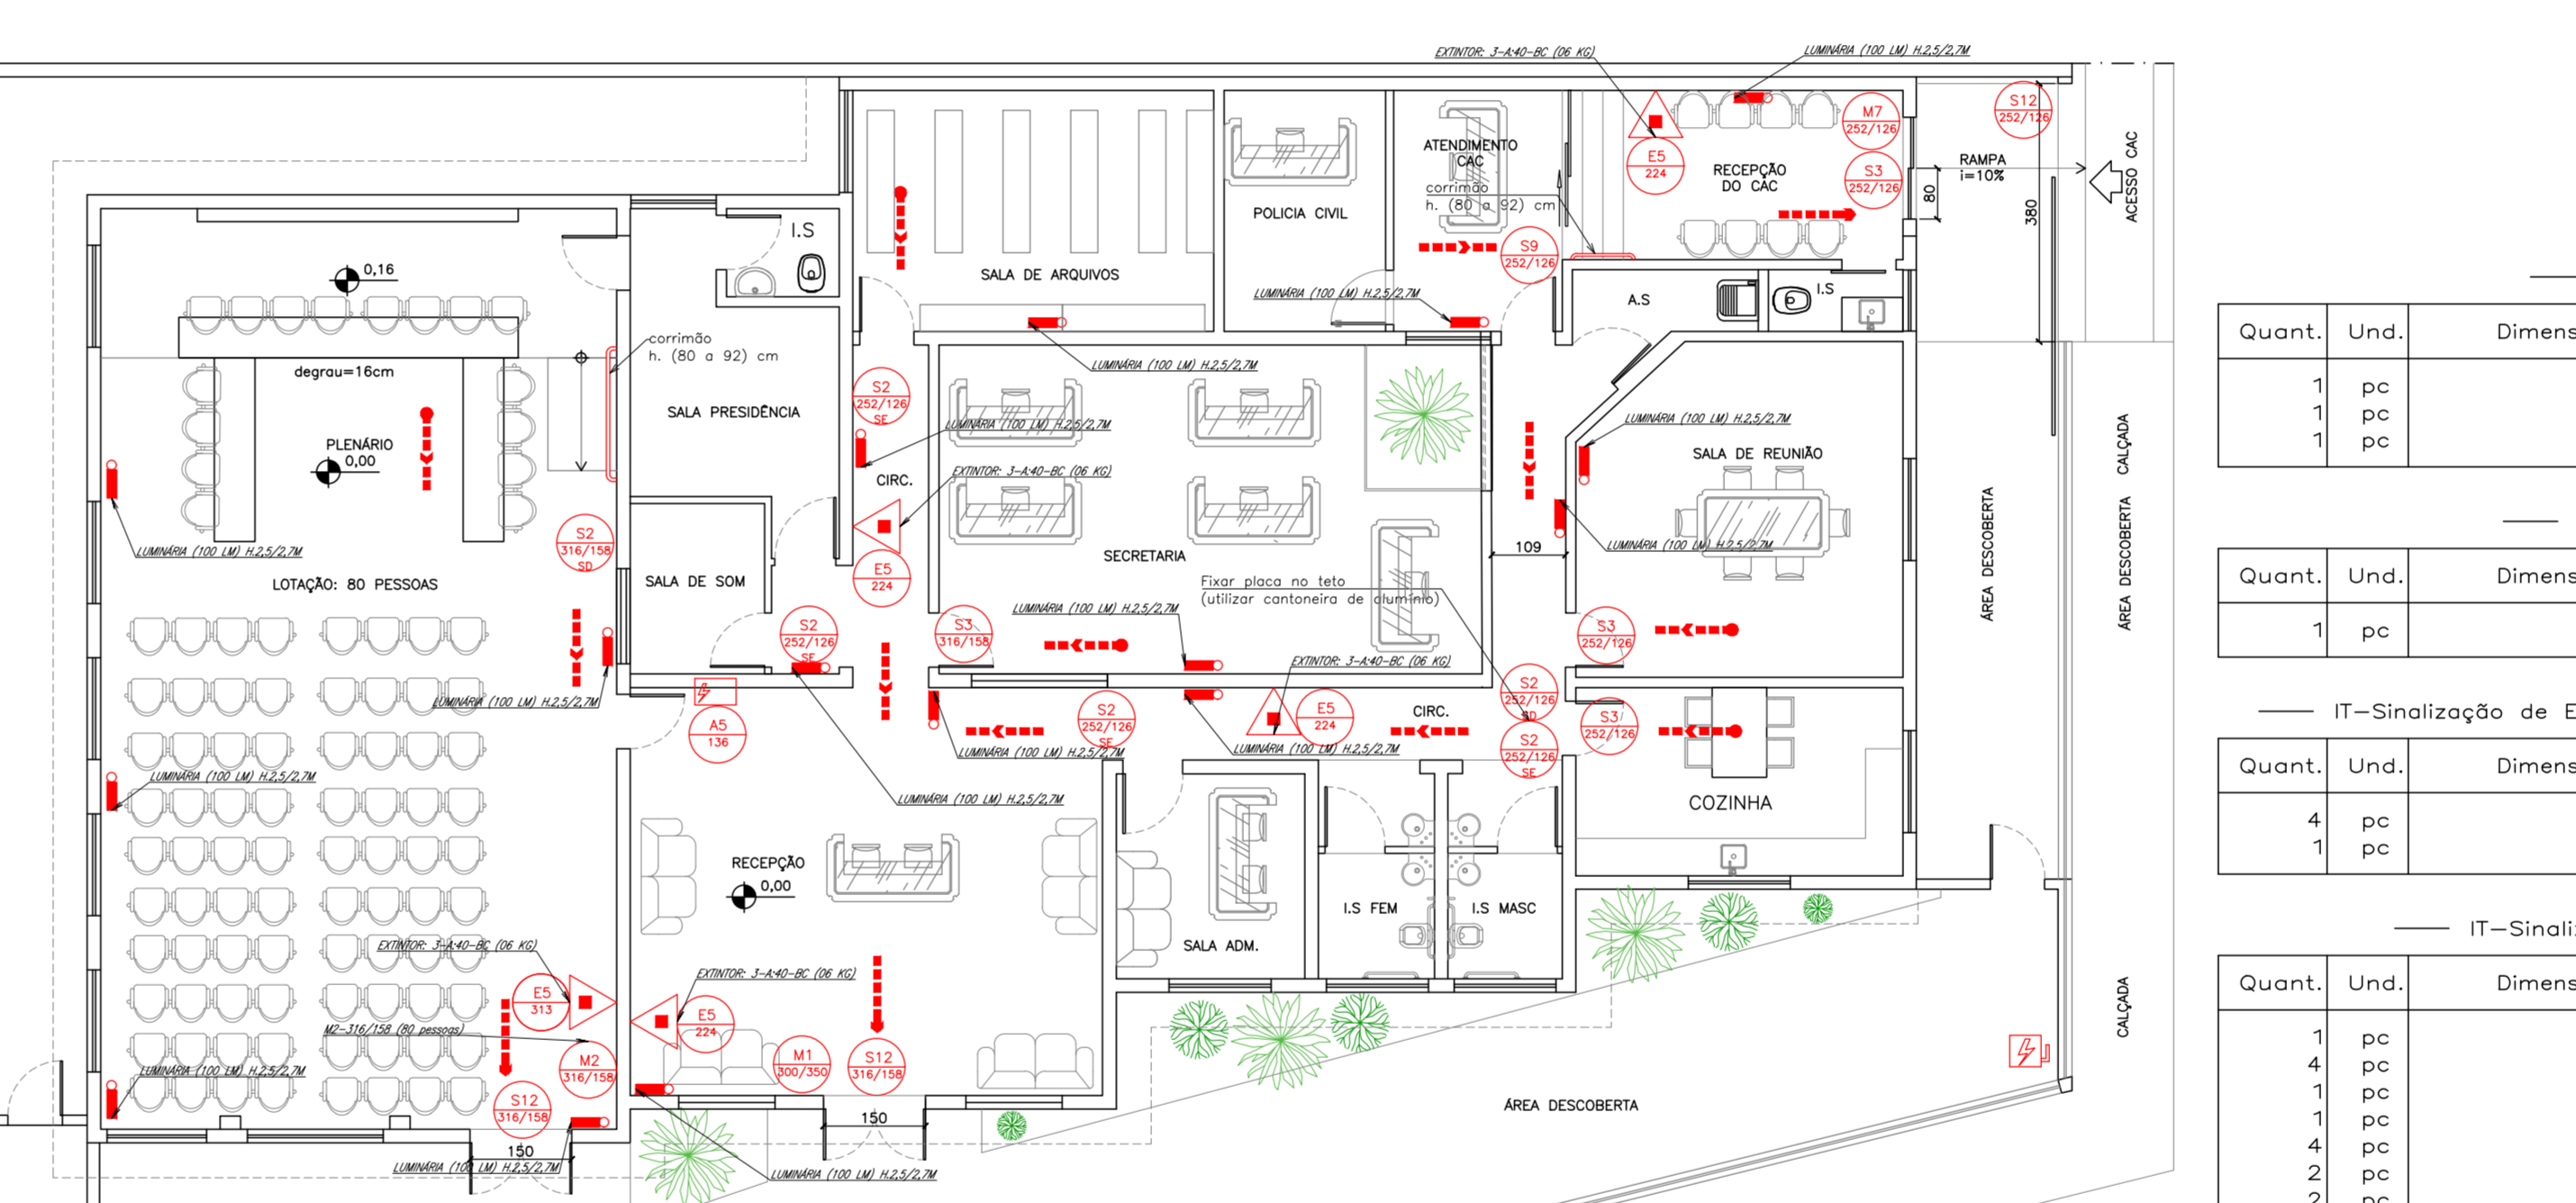 EXTINTOR: 3-A:40-BC (06 KG)
LUMINÁRIA (100 LM) H.2,5/2,7M
M7
252/126
S12
252/126
ATENDIMENTO
CAC
E5
224
RECEPÇÃO
DO CAC
S3
252/126
RAMPA
i=10%
80
380
ACESSO CAC
corrimão
h. (80 a 92) cm
POLICIA CIVIL
I.S
S9
252/126
0,16
SALA DE ARQUIVOS
LUMINÁRIA (100 LM) H.2,5/2,7M
A.S
I.S
corrimão
h. (80 a 92) cm
degrau=16cm
LUMINÁRIA (100 LM) H.2,5/2,7M
S2
252/126
SE
SALA PRESIDÊNCIA
LUMINÁRIA (100 LM) H.2,5/2,7M
LUMINÁRIA (100 LM) H.2,5/2,7M
PLENÁRIO
0,00
SALA DE REUNIÃO
EXTINTOR: 3-A:40-BC (06 KG)
CIRC.
CALÇADA
ÁREA DESCOBERTA
ÁREA DESCOBERTA
S2
316/158
SD
LUMINÁRIA (100 LM) H.2,5/2,7M
109
LUMINÁRIA (100 LM) H.2,5/2,7M
SECRETARIA
E5
224
LOTAÇÃO: 80 PESSOAS
SALA DE SOM
Fixar placa no teto
(utilizar cantoneira de alumínio)
LUMINÁRIA (100 LM) H.2,5/2,7M
S2
252/126
SE
S3
316/158
S3
252/126
EXTINTOR: 3-A:40-BC (06 KG)
LUMINÁRIA (100 LM) H.2,5/2,7M
A5
136
S2
252/126
SE
E5
224
CIRC.
S2
252/126
SD
S2
252/126
SE
S3
252/126
LUMINÁRIA (100 LM) H.2,5/2,7M
LUMINÁRIA (100 LM) H.2,5/2,7M
LUMINÁRIA (100 LM) H.2,5/2,7M
LUMINÁRIA (100 LM) H.2,5/2,7M
COZINHA
RECEPÇÃO
0,00
I.S FEM
I.S MASC
SALA ADM.
EXTINTOR: 3-A:40-BC (06 KG)
EXTINTOR: 3-A:40-BC (06 KG)
E5
313
E5
224
M2-316/158 (80 pessoas)
M2
316/158
M1
300/350
S12
316/158
LUMINÁRIA (100 LM) H.2,5/2,7M
S12
316/158
150
150
LUMINÁRIA (100 LM) H.2,5/2,7M
LUMINÁRIA (100 LM) H.2,5/2,7M
ÁREA DESCOBERTA
CALÇADA
Quant. Und. Dimens
1 pc
1 pc
1 pc
Quant. Und. Dimens
1 pc
IT-Sinalização de E
Quant. Und. Dimens
4 pc
1 pc
IT-Sinali
Quant. Und. Dimens
1 pc
4 pc
1 pc
1 pc
4 pc
2 pc
2 pc